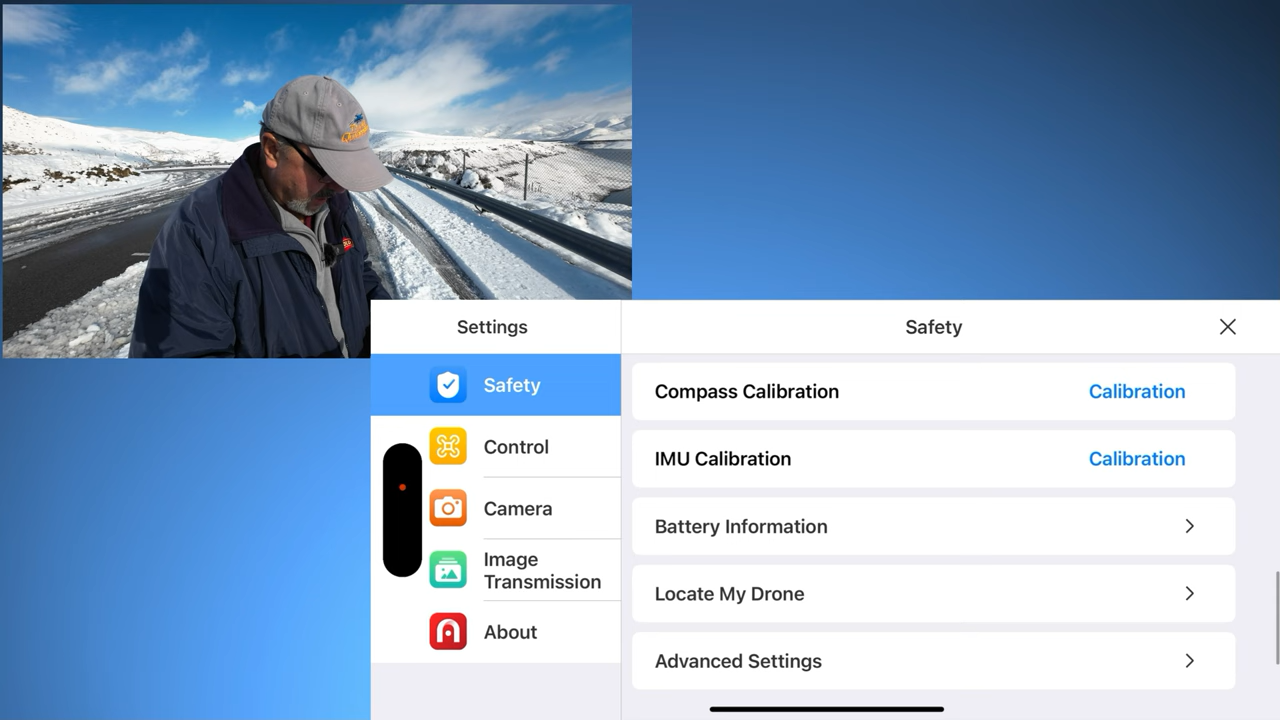 Settings
Safety
Safety
Control
Camera
Image
Transmission
About
Compass Calibration
Calibration
IMU Calibration
Calibration
Battery Information
Locate My Drone
Advanced Settings